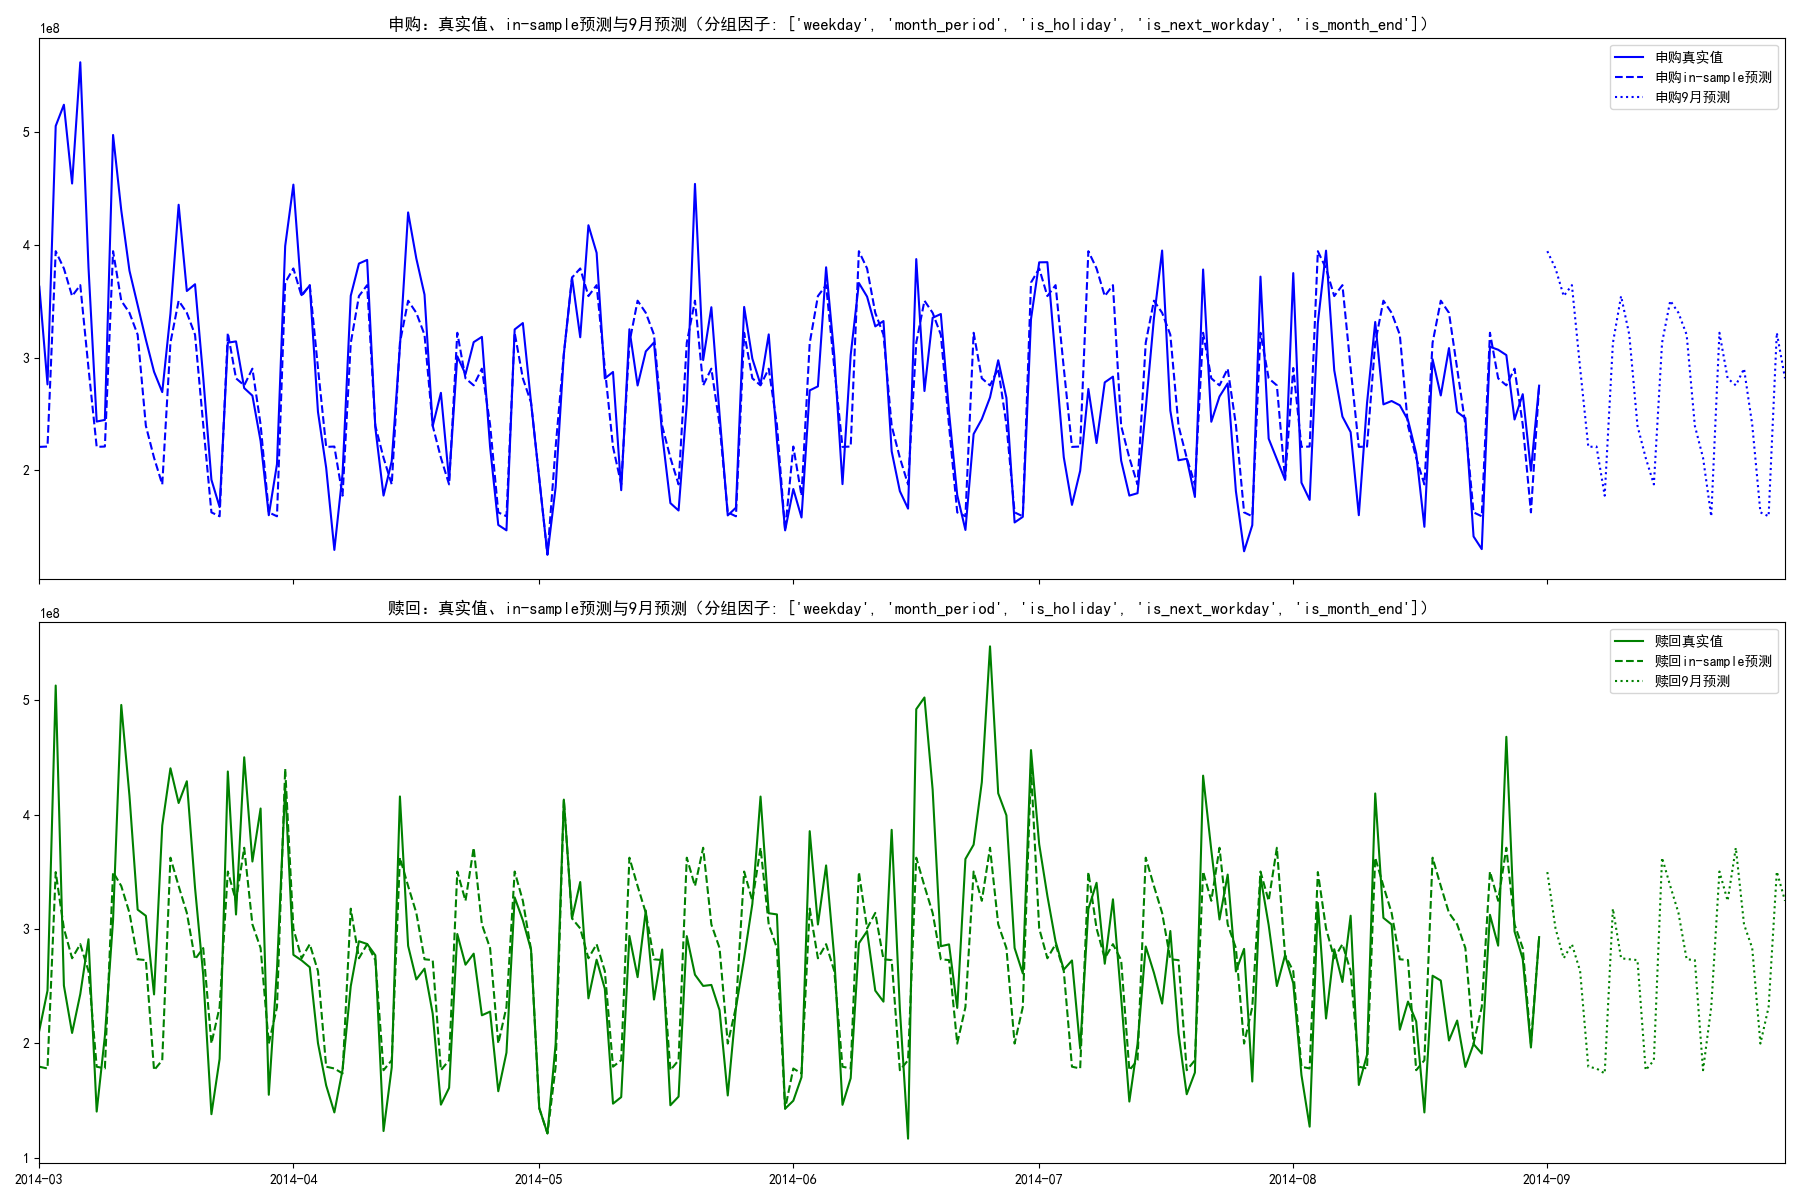 申购：真实值、in-sample预测与9月预测（分组因子: ['weekday', 'month_period', 'is_holiday', 'is_next_workday', 'is_month_end']）
1e8
申购真实值
申购in-sample预测
申购9月预测
5
4
3
2
赎回：真实值、in-sample预测与9月预测（分组因子: ['weekday', 'month_period', 'is_holiday', 'is_next_workday', 'is_month_end']）
1e8
赎回真实值
赎回in-sample预测
赎回9月预测
5
4
3
2
1
2014-03 2014-04 2014-05 2014-06 2014-07 2014-08 2014-09